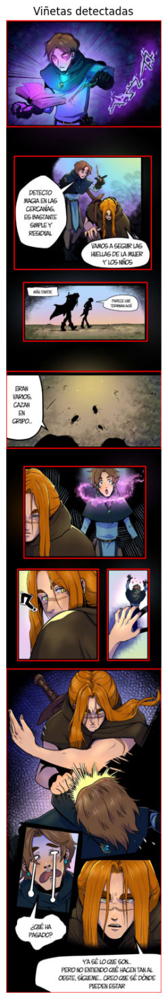 Viñetas detectadas
DETECTO
MAGIA EN LAS
CERCANÍAS,
ES BASTANTE
SIMPLE Y
RESIDUAL
VAMOS A SEGUIR LAS
HUELLAS DE LA MUJER
Y LOS NIÑOS
MÁS TARDE
PARECE QUE
TERMINAN AQUÍ
ERAN
VARIOS,
CAZAN
EN
GRUPO...
¿QUÉ HA
PASADO?
YA SÉ LO QUE SON...
PERO NO ENTIENDO QUÉ HACEN TAN AL
OESTE, SÍGUEME... CREO QUE SÉ DÓNDE
PUEDEN ESTAR